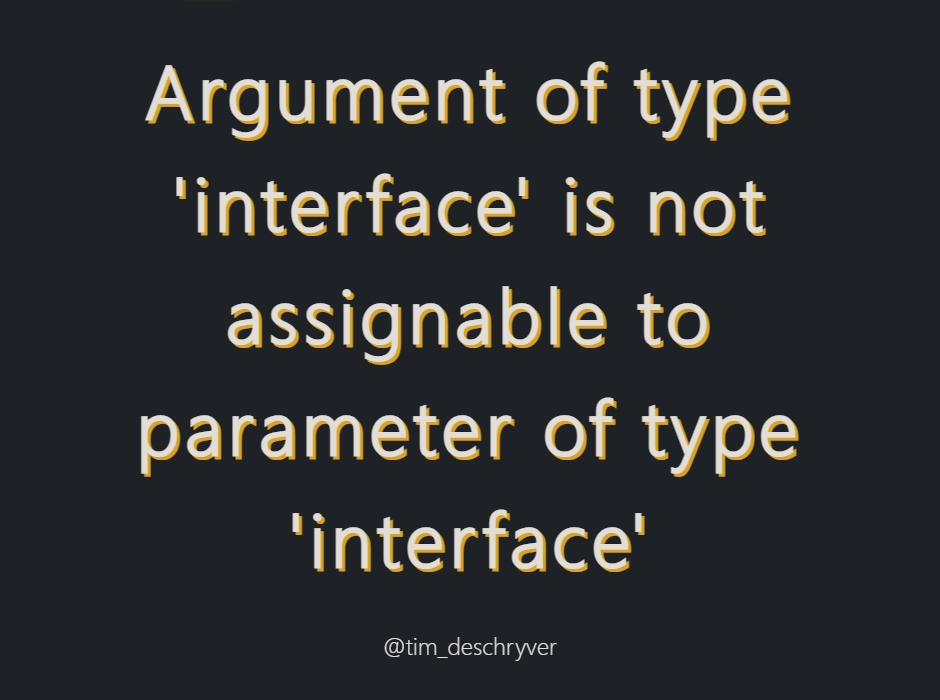 Argument of type
'interface' is not
assignable to
parameter of type
'interface'
@tim_deschryver